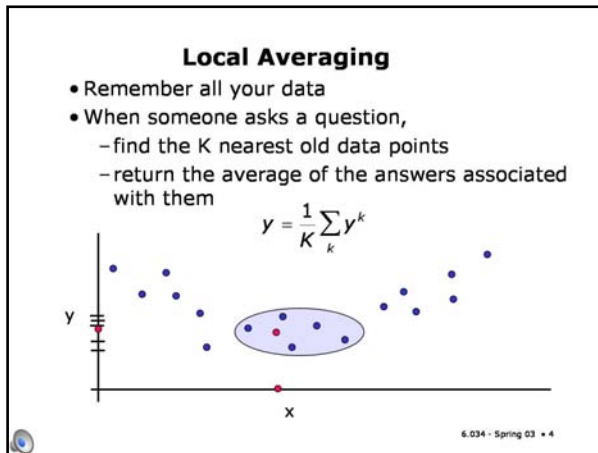 Local Averaging
• Remember all your data
• When someone asks a question,
–find the K nearest old data points
–return the average of the answers associated
with them
y = 1/K ∑_k y^k
y
x
6.034 - Spring 03 • 4